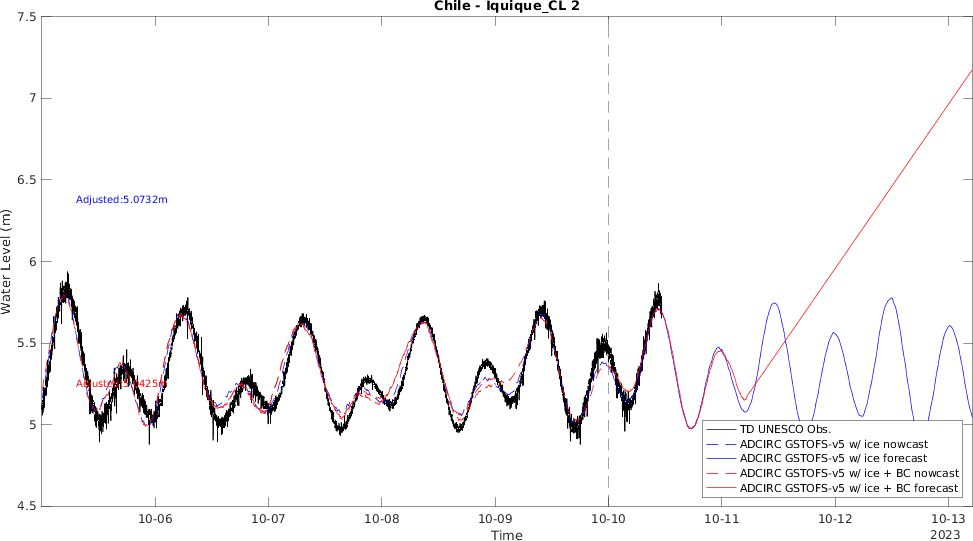 Chile - Iquique_CL 2
7.5
7
6.5
6
5.5
5
4.5
Water Level (m)
Adjusted:5.0732m
TD UNESCO Obs.
ADCIRC GSTOFS-v5 w/ ice nowcast
ADCIRC GSTOFS-v5 w/ ice forecast
ADCIRC GSTOFS-v5 w/ ice + BC nowcast
ADCIRC GSTOFS-v5 w/ ice + BC forecast
10-06 10-07 10-08 10-09 10-10 10-11 10-12 10-13
Time
2023